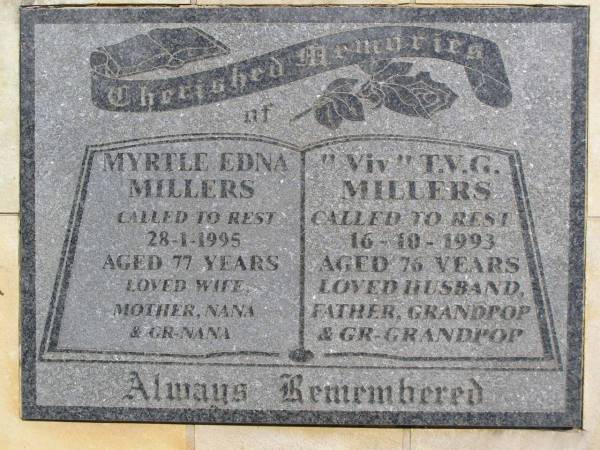 Cherished Memories
of
MYRTLE EDNA
MILLERS
CALLED TO REST
28-1-1995
AGED 77 YEARS
LOVED WIFE,
MOTHER, NANA
& GR-NANA
"Viv" T.V.G.
MILLERS
CALLED TO REST
16-10-1993
AGED 76 YEARS
LOVED HUSBAND,
FATHER, GRANDPOP
& GR-GRANDPOP
Always Remembered